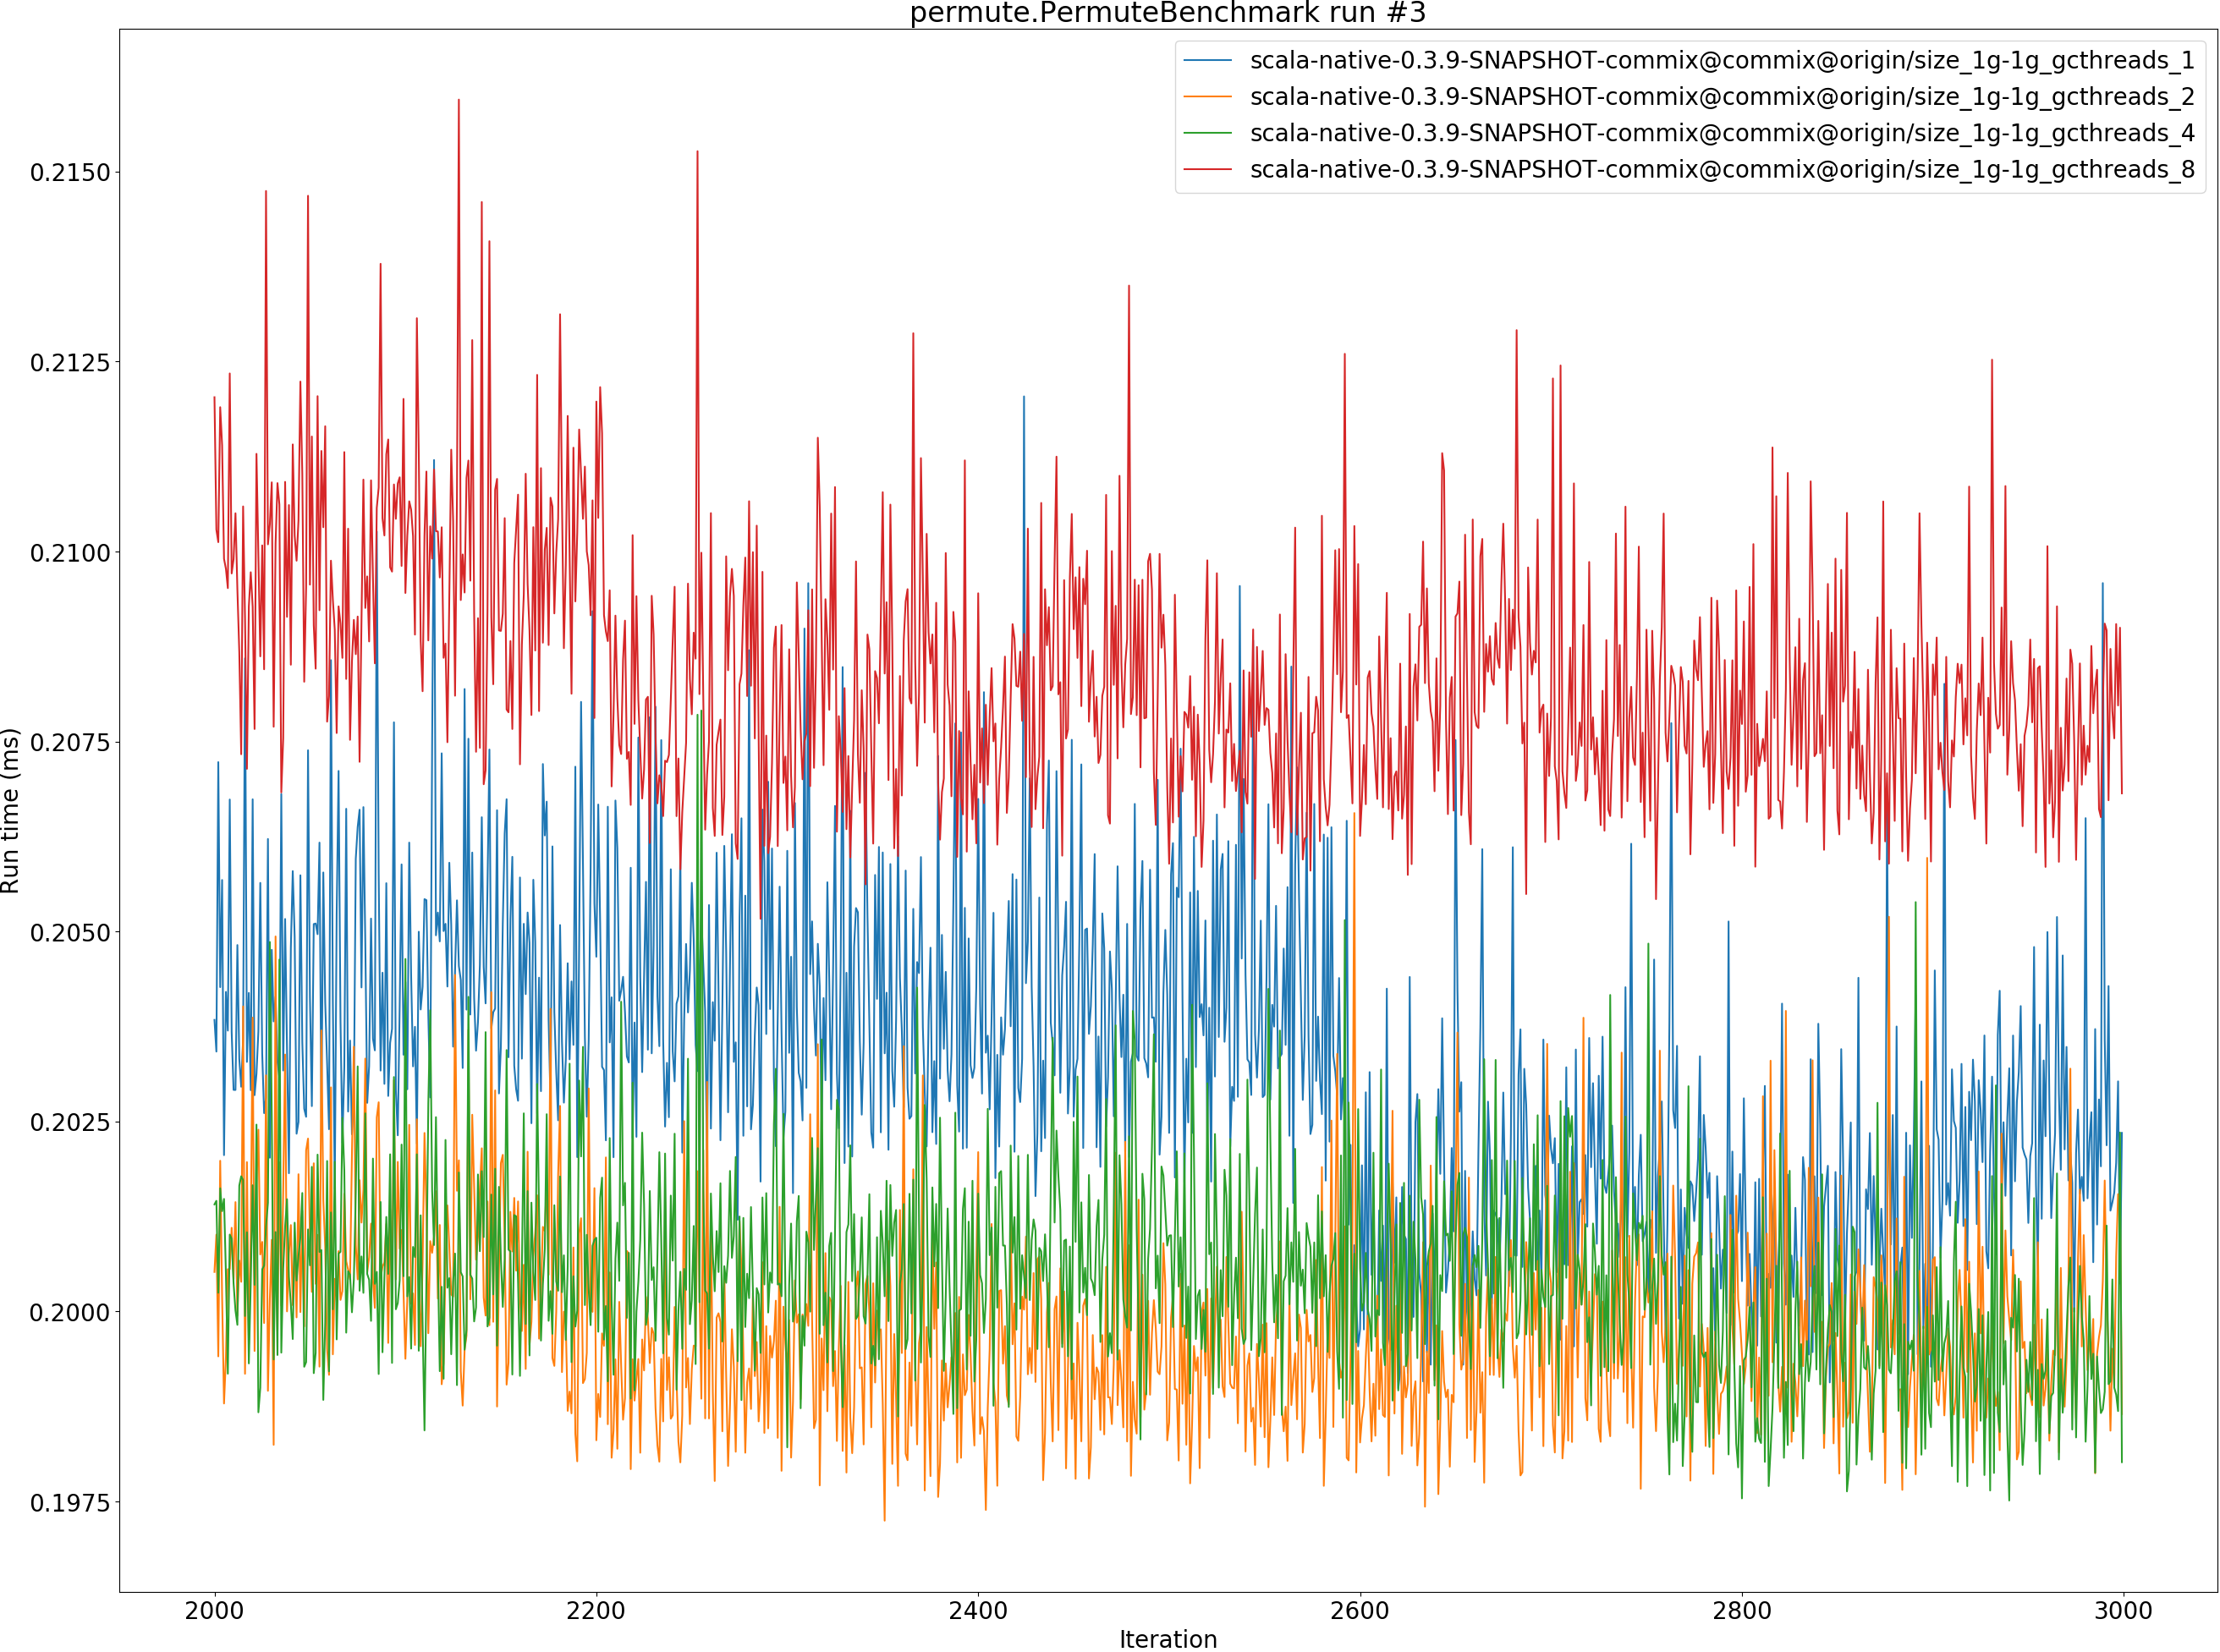 permute.PermuteBenchmark run #3
scala-native-0.3.9-SNAPSHOT-commix@commix@origin/size_1g-1g_gcthreads_1
scala-native-0.3.9-SNAPSHOT-commix@commix@origin/size_1g-1g_gcthreads_2
scala-native-0.3.9-SNAPSHOT-commix@commix@origin/size_1g-1g_gcthreads_4
scala-native-0.3.9-SNAPSHOT-commix@commix@origin/size_1g-1g_gcthreads_8
0.2150
0.2125
0.2100
0.2075
0.2050
0.2025
0.2000
0.1975
Run time (ms)
2000 2200 2400 2600 2800 3000
Iteration